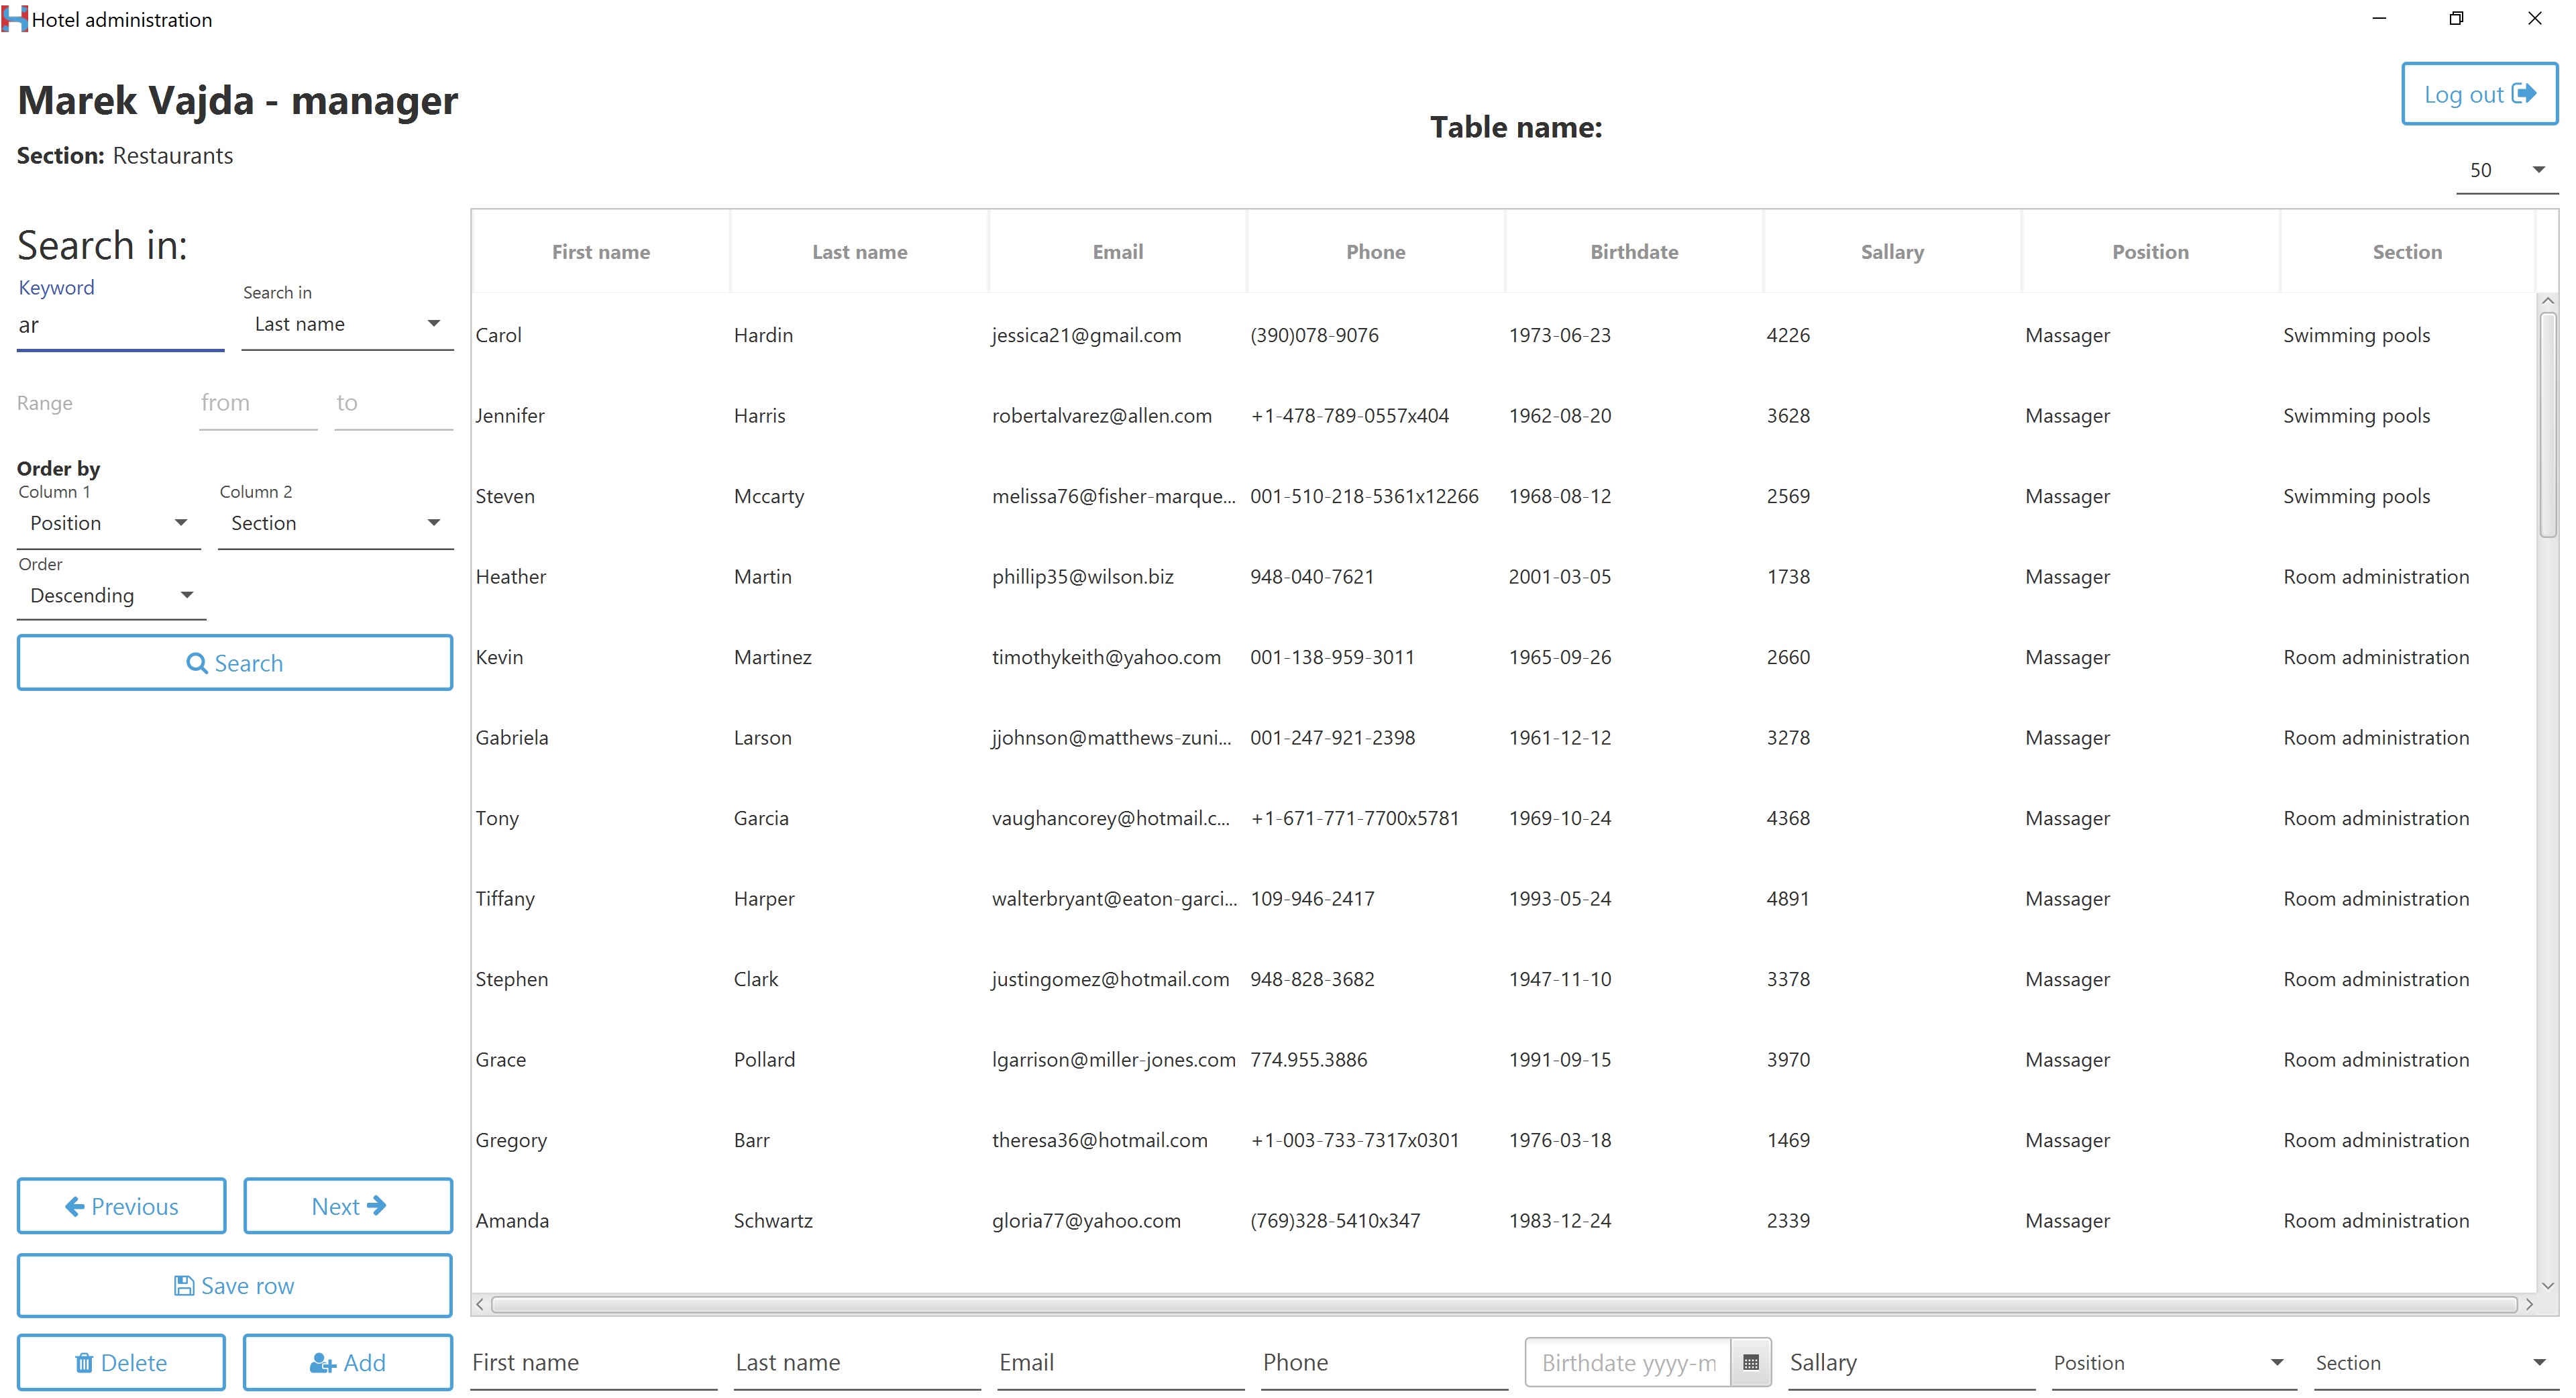 Hotel administration
Marek Vajda - manager
Log out
Table name:
Section: Restaurants
50
Search in:
Keyword
Search in
ar
Last name
Range from to
Order by
Column 1 Column 2
Position Section
Order
Descending
Search
First name Last name Email Phone Birthdate Sallary Position Section
Carol Hardin jessica21@gmail.com (390)078-9076 1973-06-23 4226 Massager Swimming pools
Jennifer Harris robertalvarez@allen.com +1-478-789-0557x404 1962-08-20 3628 Massager Swimming pools
Steven Mccarty melissa76@fisher-marque... 001-510-218-5361x12266 1968-08-12 2569 Massager Swimming pools
Heather Martin phillip35@wilson.biz 948-040-7621 2001-03-05 1738 Massager Room administration
Kevin Martinez timothykeith@yahoo.com 001-138-959-3011 1965-09-26 2660 Massager Room administration
Gabriela Larson jjohnson@matthews-zuni... 001-247-921-2398 1961-12-12 3278 Massager Room administration
Tony Garcia vaughancorey@hotmail.c... +1-671-771-7700x5781 1969-10-24 4368 Massager Room administration
Tiffany Harper walterbryant@eaton-garci... 109-946-2417 1993-05-24 4891 Massager Room administration
Stephen Clark justingomez@hotmail.com 948-828-3682 1947-11-10 3378 Massager Room administration
Grace Pollard lgarrison@miller-jones.com 774.955.3886 1991-09-15 3970 Massager Room administration
Gregory Barr theresa36@hotmail.com +1-003-733-7317x0301 1976-03-18 1469 Massager Room administration
Amanda Schwartz gloria77@yahoo.com (769)328-5410x347 1983-12-24 2339 Massager Room administration
Previous Next
Save row
Delete Add
First name Last name Email Phone Birthdate yyyy-m Sallary Position Section